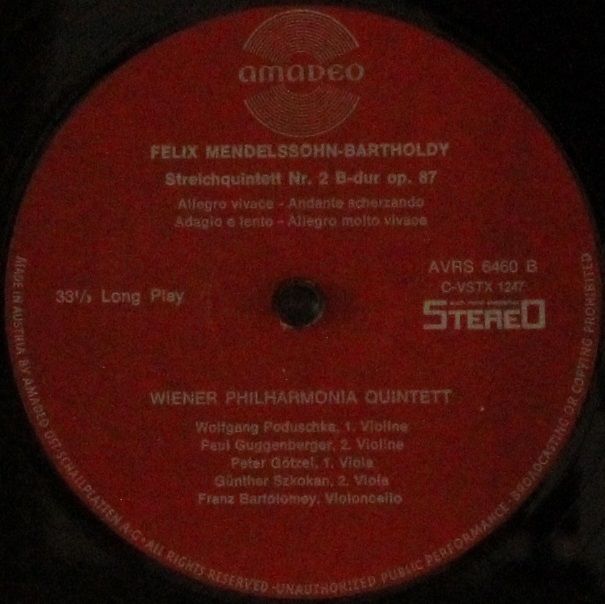 amadeo
FELIX MENDELSSOHN-BARTHOLDY
Streichquintett Nr. 2 B-dur op. 87
Allegro vivace - Andante scherzando
Adagio e lento - Allegro molto vivace
AVRS 6460 B
C-VSTX 1247
33⅓ Long Play
STEREO
WIENER PHILHARMONIA QUINTETT
Wolfgang Poduschka, 1. Violine
Paul Guggenberger, 2. Violine
Peter Götzel, 1. Viola
Günther Szkokan, 2. Viola
Franz Bartolomey, Violoncello
MADE IN AUSTRIA BY AMADEO ÖST. SCHALLPLATTEN A.G. · ALL RIGHTS RESERVED · UNAUTHORIZED PUBLIC PERFORMANCE · BROADCASTING OR COPYING PROHIBITED